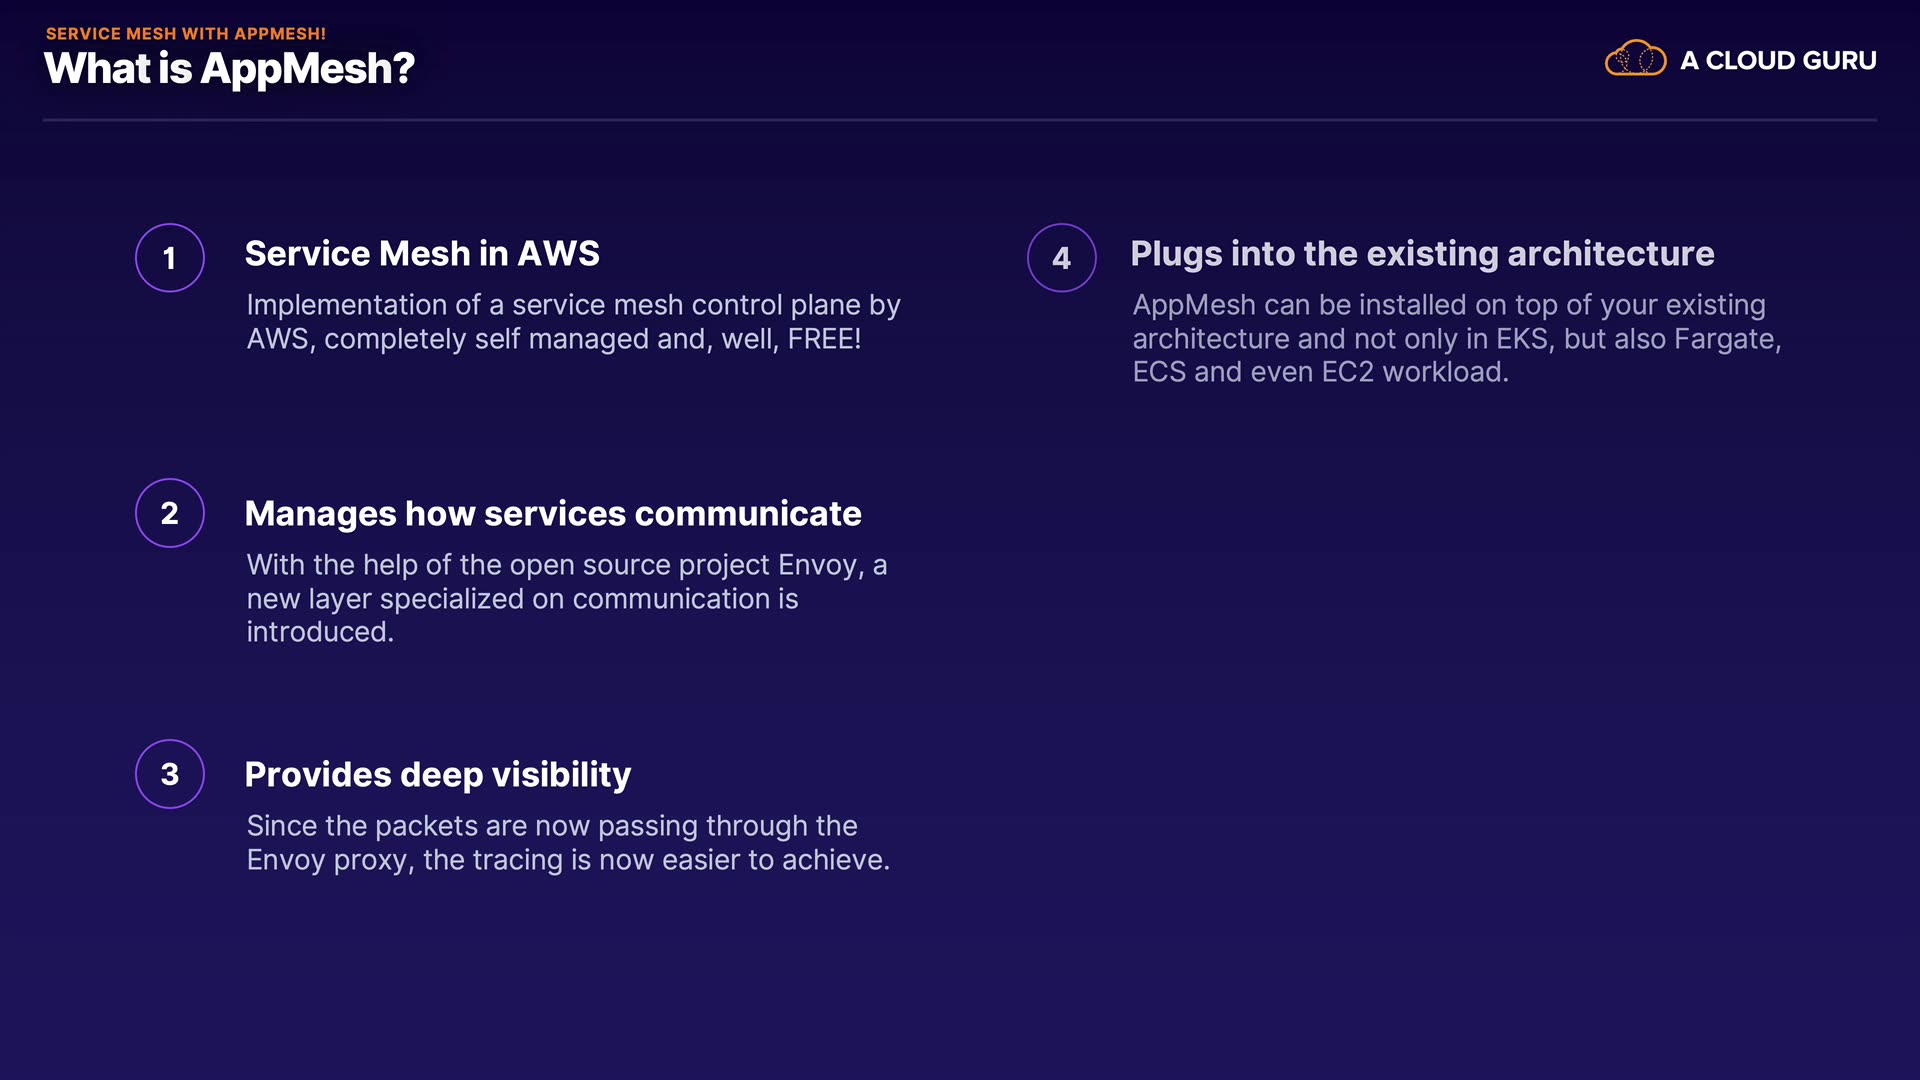 SERVICE MESH WITH APPMESH!
What is AppMesh?
A CLOUD GURU
1
Service Mesh in AWS
Implementation of a service mesh control plane by
AWS, completely self managed and, well, FREE!
2
Manages how services communicate
With the help of the open source project Envoy, a
new layer specialized on communication is
introduced.
3
Provides deep visibility
Since the packets are now passing through the
Envoy proxy, the tracing is now easier to achieve.
4
Plugs into the existing architecture
AppMesh can be installed on top of your existing
architecture and not only in EKS, but also Fargate,
ECS and even EC2 workload.